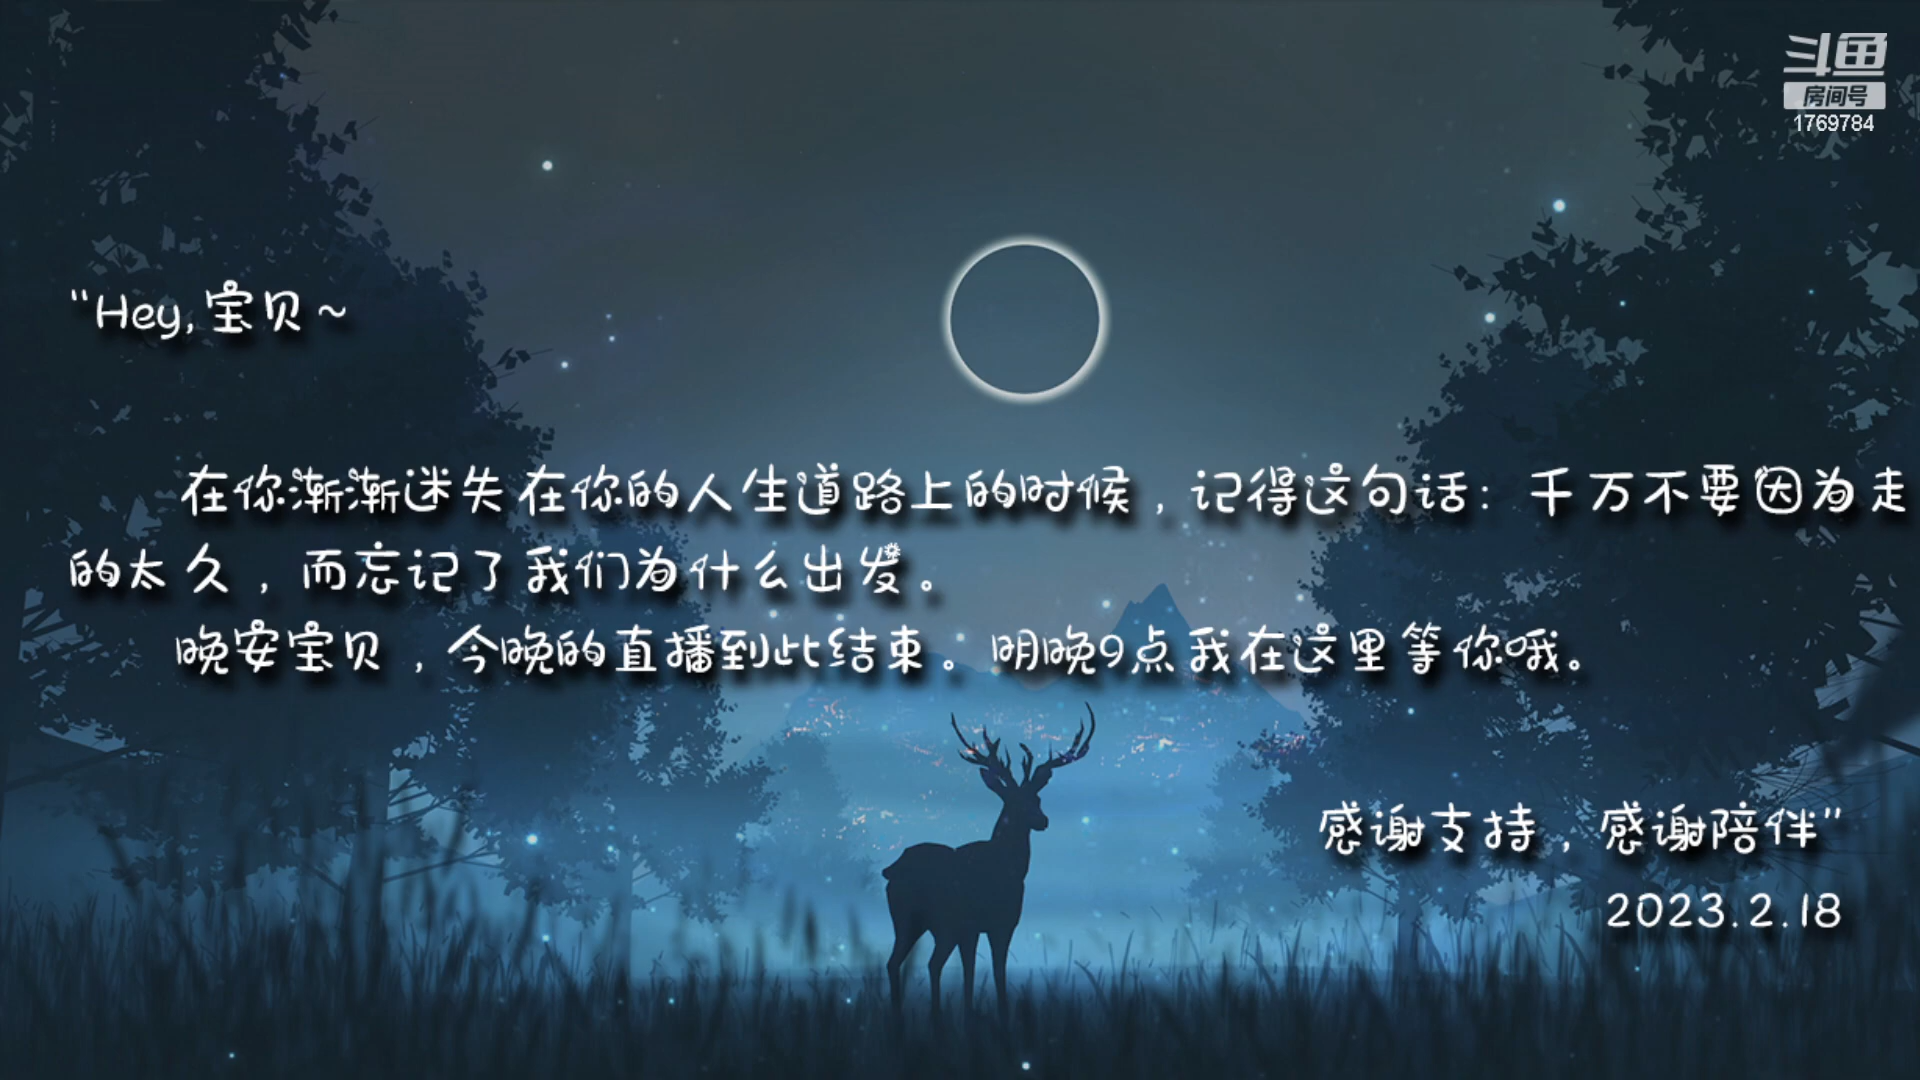 斗鱼
房间号
1769784
"Hey,宝贝~
在你渐渐迷失在你的人生道路上的时候，记得这句话：千万不要因为走
的太久，而忘记了我们为什么出发。
晚安宝贝，今晚的直播到此结束。明晚9点我在这里等你哦。
感谢支持，感谢陪伴"
2023.2.18